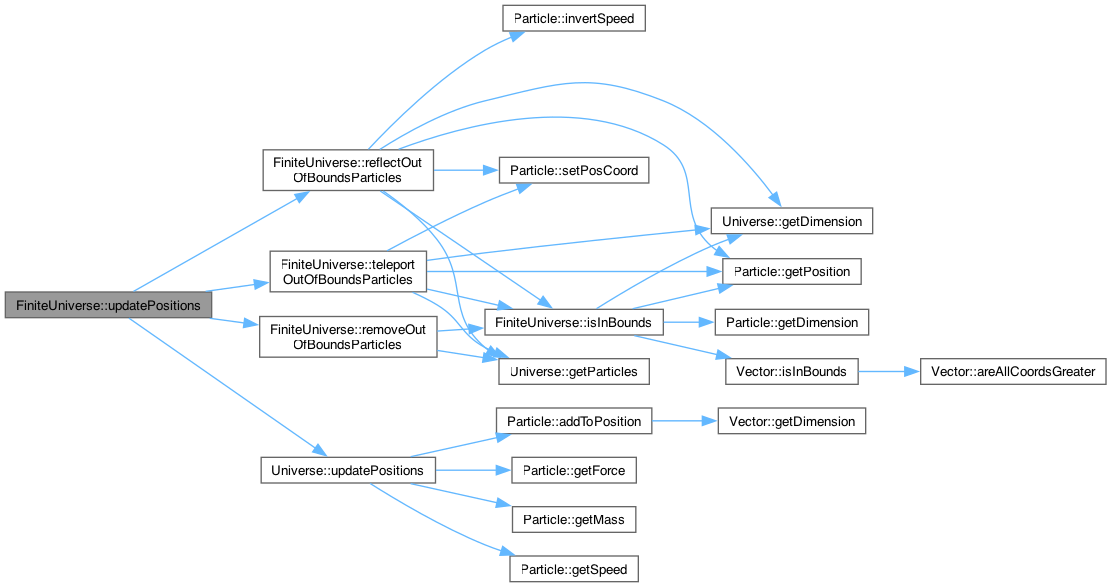 Particle::invertSpeed
FiniteUniverse::reflectOut
OfBoundsParticles
Particle::setPosCoord
Universe::getDimension
FiniteUniverse::teleport
OutOfBoundsParticles
Particle::getPosition
FiniteUniverse::updatePositions
FiniteUniverse::removeOut
OfBoundsParticles
FiniteUniverse::isInBounds
Particle::getDimension
Universe::getParticles
Vector::isInBounds
Vector::areAllCoordsGreater
Particle::addToPosition
Vector::getDimension
Universe::updatePositions
Particle::getForce
Particle::getMass
Particle::getSpeed